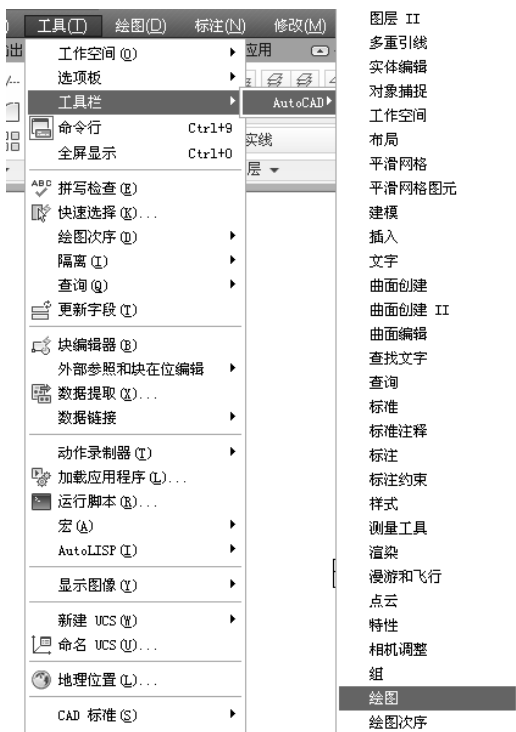 工具(T) 绘图(D) 标注(N) 修改(M)
出
应用
工作空间(O)
选项板
工具栏
AutoCAD
命令行 Ctrl+9
实线
全屏显示 Ctrl+0
层
ABC 拼写检查(E)
快速选择(K)...
绘图次序(D)
隔离(I)
查询(Q)
更新字段(T)
块编辑器(B)
外部参照和块在位编辑
数据提取(X)...
数据链接
动作录制器(T)
加载应用程序(L)...
运行脚本(R)...
宏(A)
AutoLISP(I)
显示图像(Y)
新建 UCS(W)
命名 UCS(U)...
地理位置(L)...
CAD 标准(S)
图层 II
多重引线
实体编辑
对象捕捉
工作空间
布局
平滑网格
平滑网格图元
建模
插入
文字
曲面创建
曲面创建 II
曲面编辑
查找文字
查询
标准
标准注释
标注
标注约束
样式
测量工具
渲染
漫游和飞行
点云
特性
相机调整
组
绘图
绘图次序